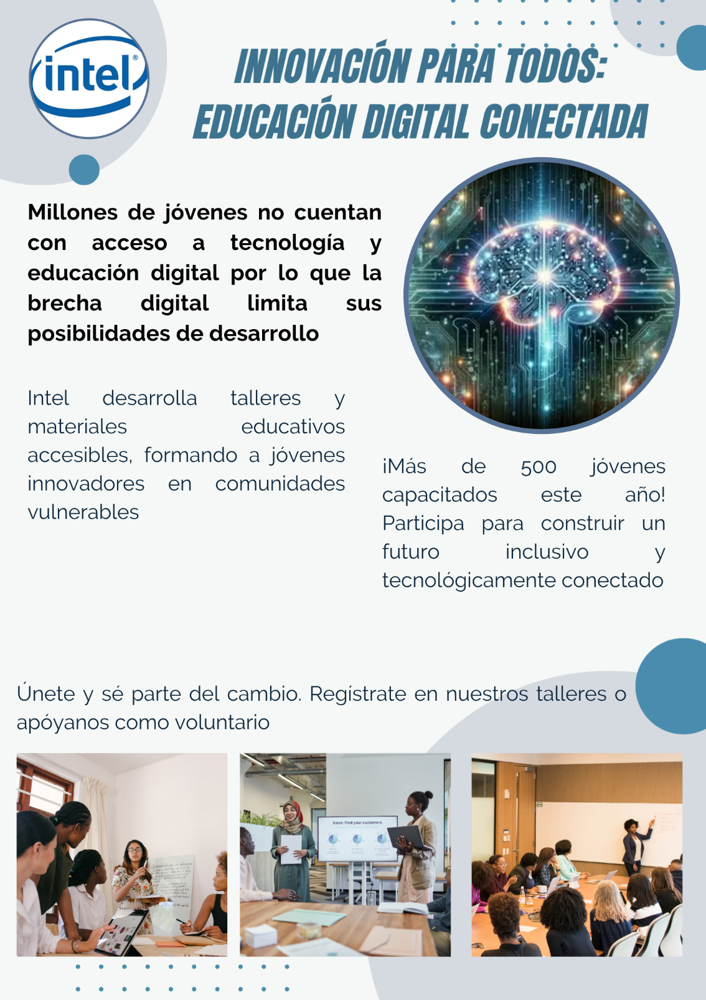 intel®
INNOVACIÓN PARA TODOS:
EDUCACIÓN DIGITAL CONECTADA
Millones de jóvenes no cuentan
con acceso a tecnología y
educación digital por lo que la
brecha digital limita sus
posibilidades de desarrollo
Intel desarrolla talleres y
materiales educativos
accesibles, formando a jóvenes
innovadores en comunidades
vulnerables
¡Más de 500 jóvenes
capacitados este año!
Participa para construir un
futuro inclusivo y
tecnológicamente conectado
Únete y sé parte del cambio. Regístrate en nuestros talleres o
apóyanos como voluntario
Sales: Find your customers